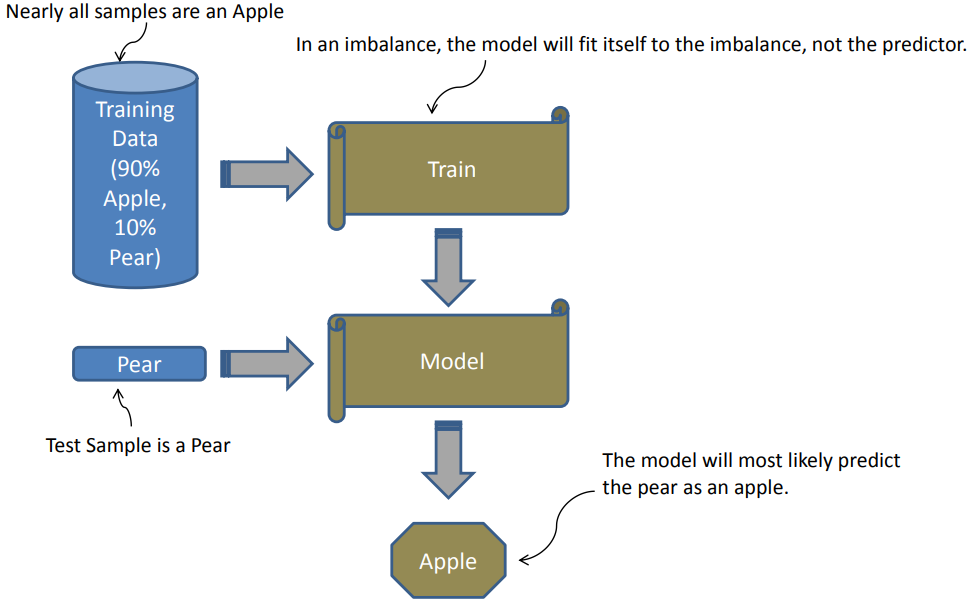 Nearly all samples are an Apple
In an imbalance, the model will fit itself to the imbalance, not the predictor.
Training
Data
(90%
Apple,
10%
Pear)
Train
Pear
Model
Test Sample is a Pear
The model will most likely predict
the pear as an apple.
Apple